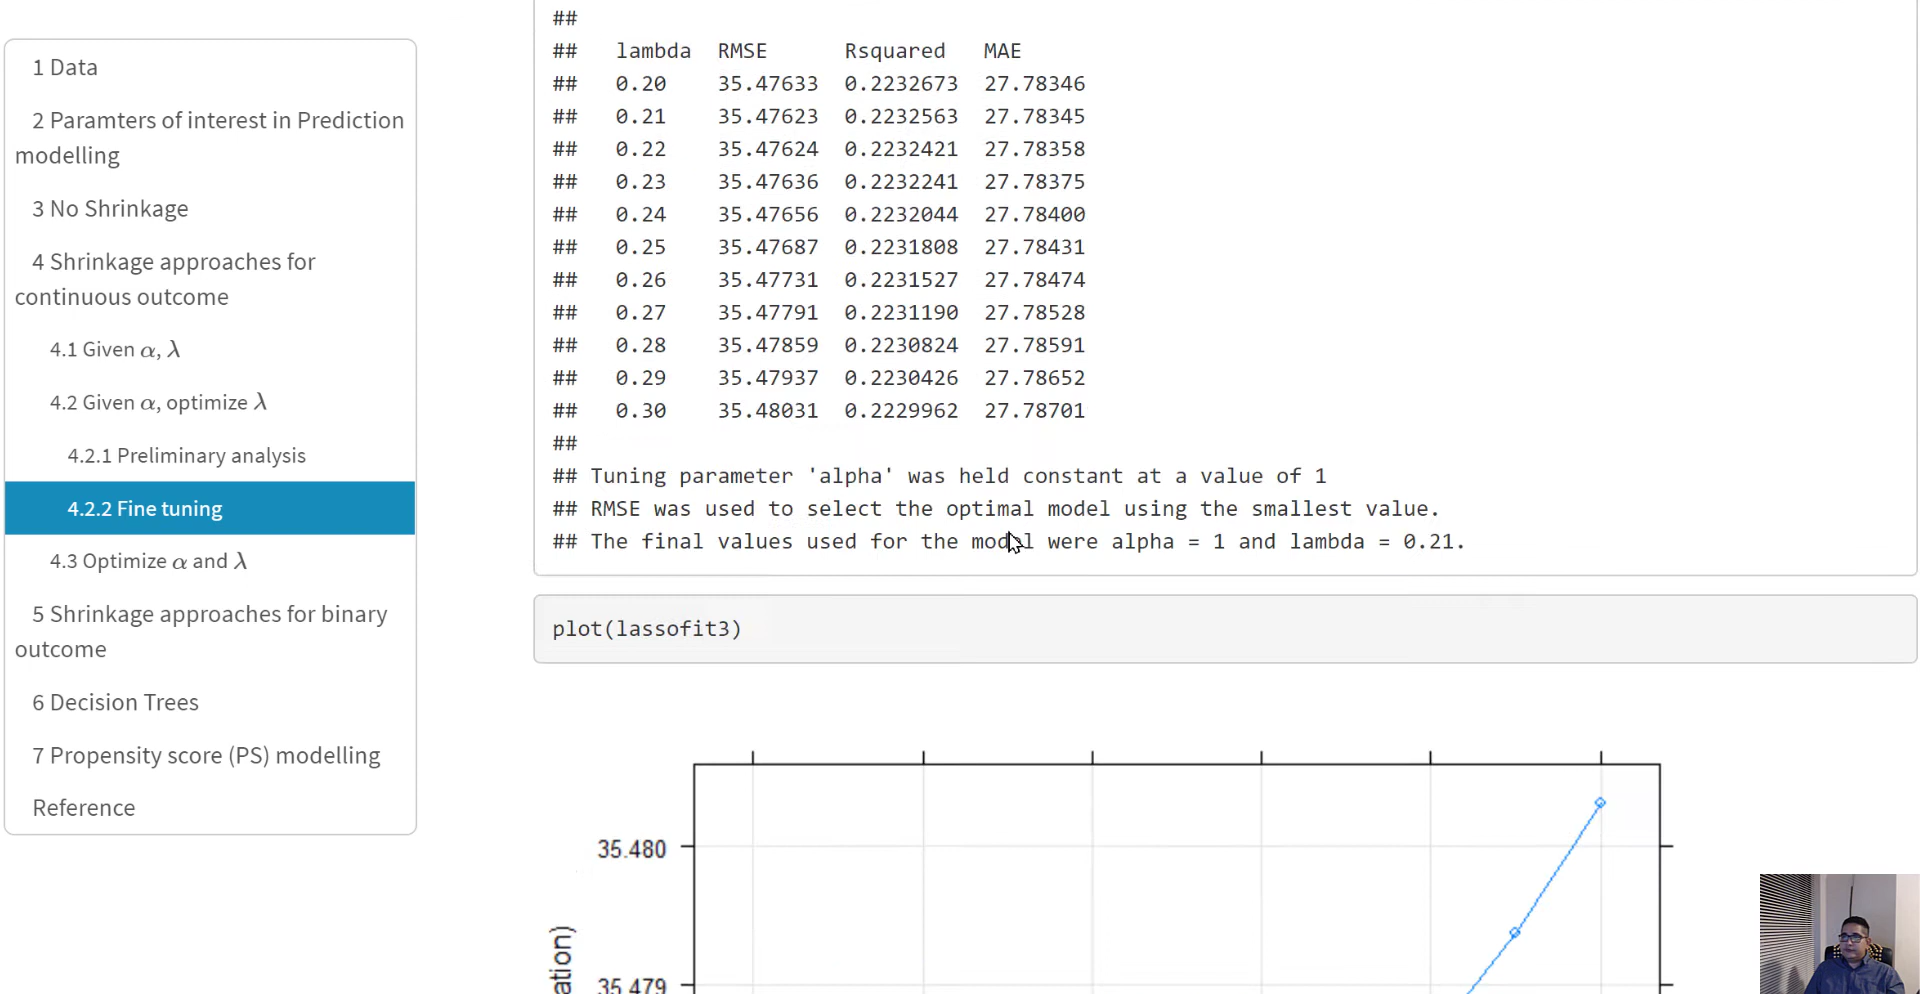 1 Data
2 Paramters of interest in Prediction
modelling
3 No Shrinkage
4 Shrinkage approaches for
continuous outcome
4.1 Given α, λ
4.2 Given α, optimize λ
4.2.1 Preliminary analysis
4.2.2 Fine tuning
4.3 Optimize α and λ
5 Shrinkage approaches for binary
outcome
6 Decision Trees
7 Propensity score (PS) modelling
Reference
##
## lambda RMSE Rsquared MAE
## 0.20 35.47633 0.2232673 27.78346
## 0.21 35.47623 0.2232563 27.78345
## 0.22 35.47624 0.2232421 27.78358
## 0.23 35.47636 0.2232241 27.78375
## 0.24 35.47656 0.2232044 27.78400
## 0.25 35.47687 0.2231808 27.78431
## 0.26 35.47731 0.2231527 27.78474
## 0.27 35.47791 0.2231190 27.78528
## 0.28 35.47859 0.2230824 27.78591
## 0.29 35.47937 0.2230426 27.78652
## 0.30 35.48031 0.2229962 27.78701
##
## Tuning parameter 'alpha' was held constant at a value of 1
## RMSE was used to select the optimal model using the smallest value.
## The final values used for the model were alpha = 1 and lambda = 0.21.
plot(lassofit3)
35.480
35.479
ation)